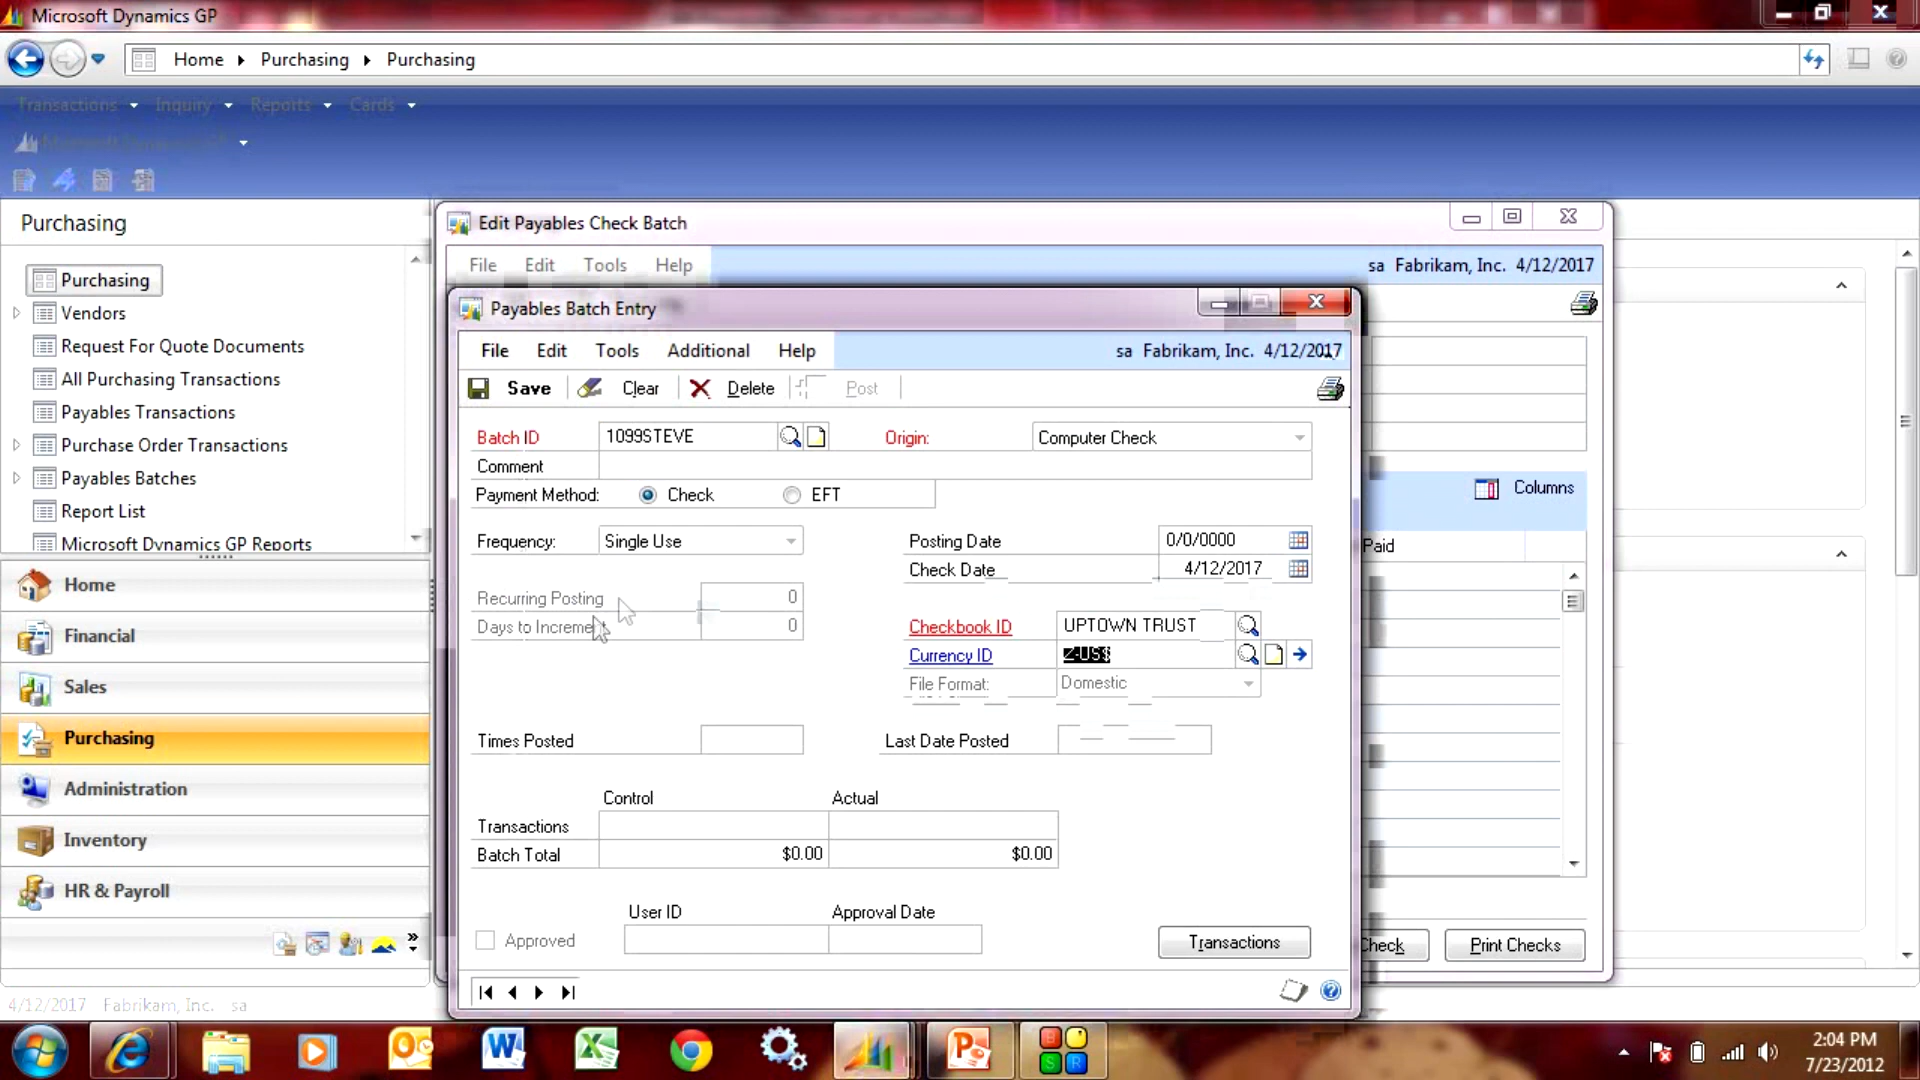 Microsoft Dynamics GP
Home Purchasing Purchasing
Transactions Inquiry Reports Cards
Purchasing
Purchasing
Vendors
Request For Quote Documents
All Purchasing Transactions
Payables Transactions
Purchase Order Transactions
Payables Batches
Report List
Microsoft Dynamics GP Reports
Home
Financial
Sales
Purchasing
Administration
Inventory
HR & Payroll
4/12/2017 Fabrikam, Inc. sa
Edit Payables Check Batch
File Edit Tools Help
sa Fabrikam, Inc. 4/12/2017
Columns
Paid
Check
Print Checks
Payables Batch Entry
File Edit Tools Additional Help
sa Fabrikam, Inc. 4/12/2017
Save Clear Delete Post
Batch ID 1099STEVE Origin: Computer Check
Comment
Payment Method: Check EFT
Frequency: Single Use Posting Date 0/0/0000
Check Date 4/12/2017
Recurring Posting 0
Days to Increment 0
Checkbook ID UPTOWN TRUST
Currency ID Z-US$
File Format: Domestic
Times Posted Last Date Posted
Control Actual
Transactions
Batch Total $0.00 $0.00
User ID Approval Date
Approved
Transactions
2:04 PM
7/23/2012